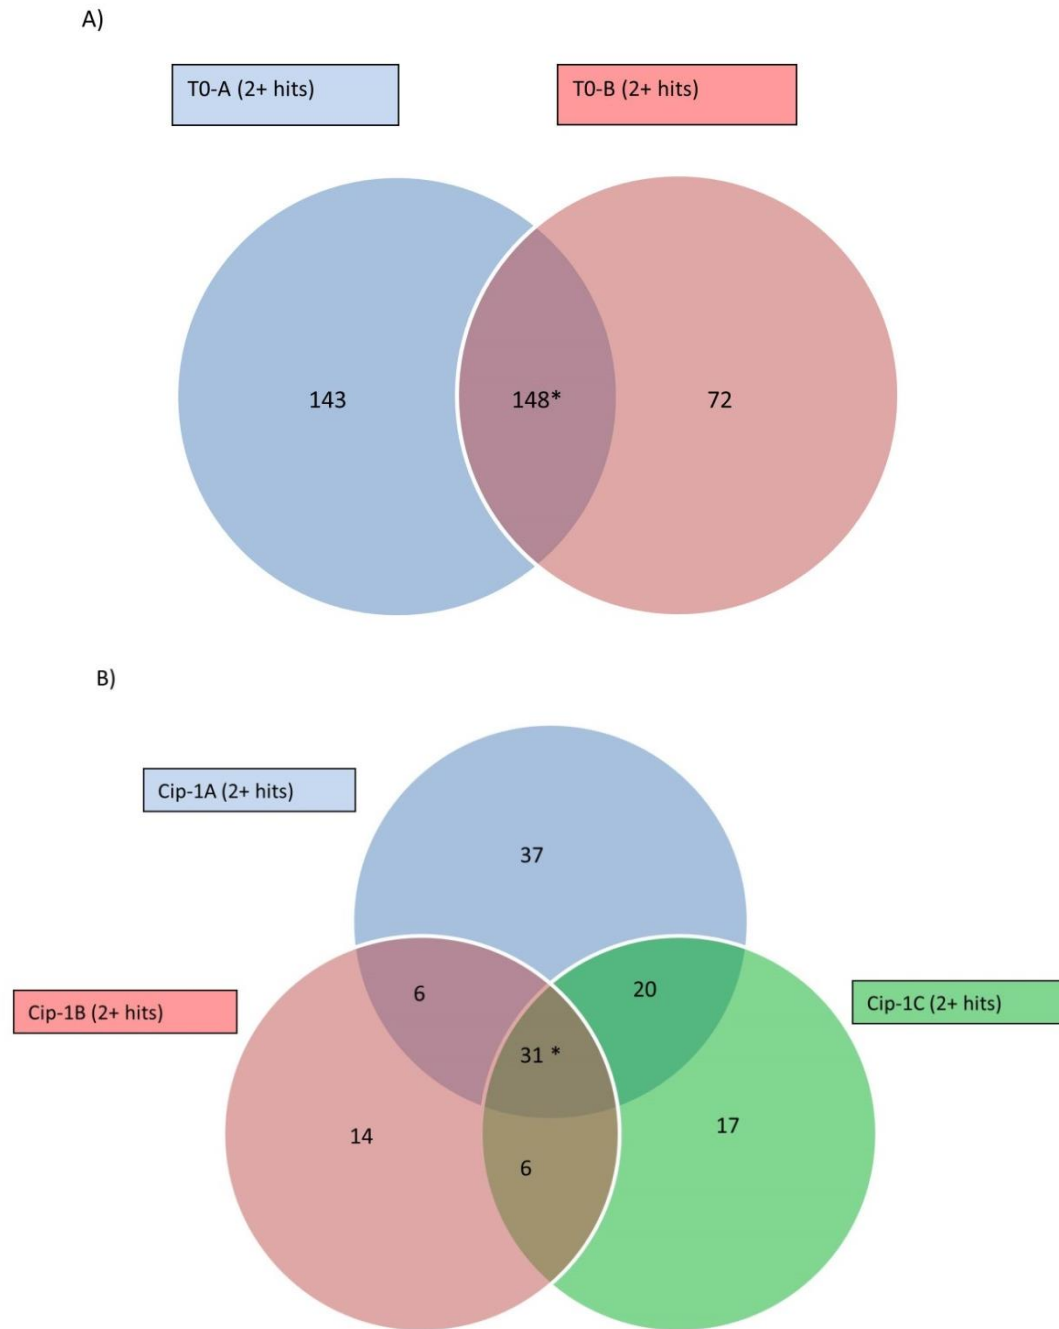 A)
T0-A (2+ hits)
T0-B (2+ hits)
143
148*
72
B)
Cip-1A (2+ hits)
37
6
20
Cip-1B (2+ hits)
Cip-1C (2+ hits)
31 *
14
17
6